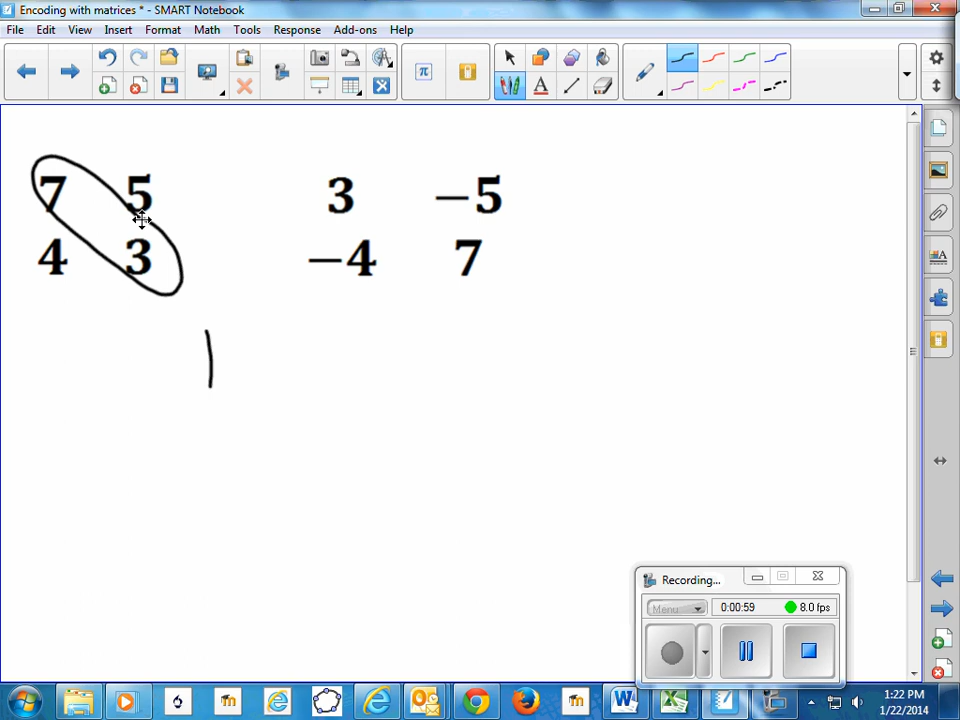 Encoding with matrices * - SMART Notebook
File Edit View Insert Format Math Tools Response Add-ons Help
π A
7 5 3 −5
4 3 −4 7
Recording...
Menu 0:00:59 8.0 fps
1:22 PM
1/22/2014